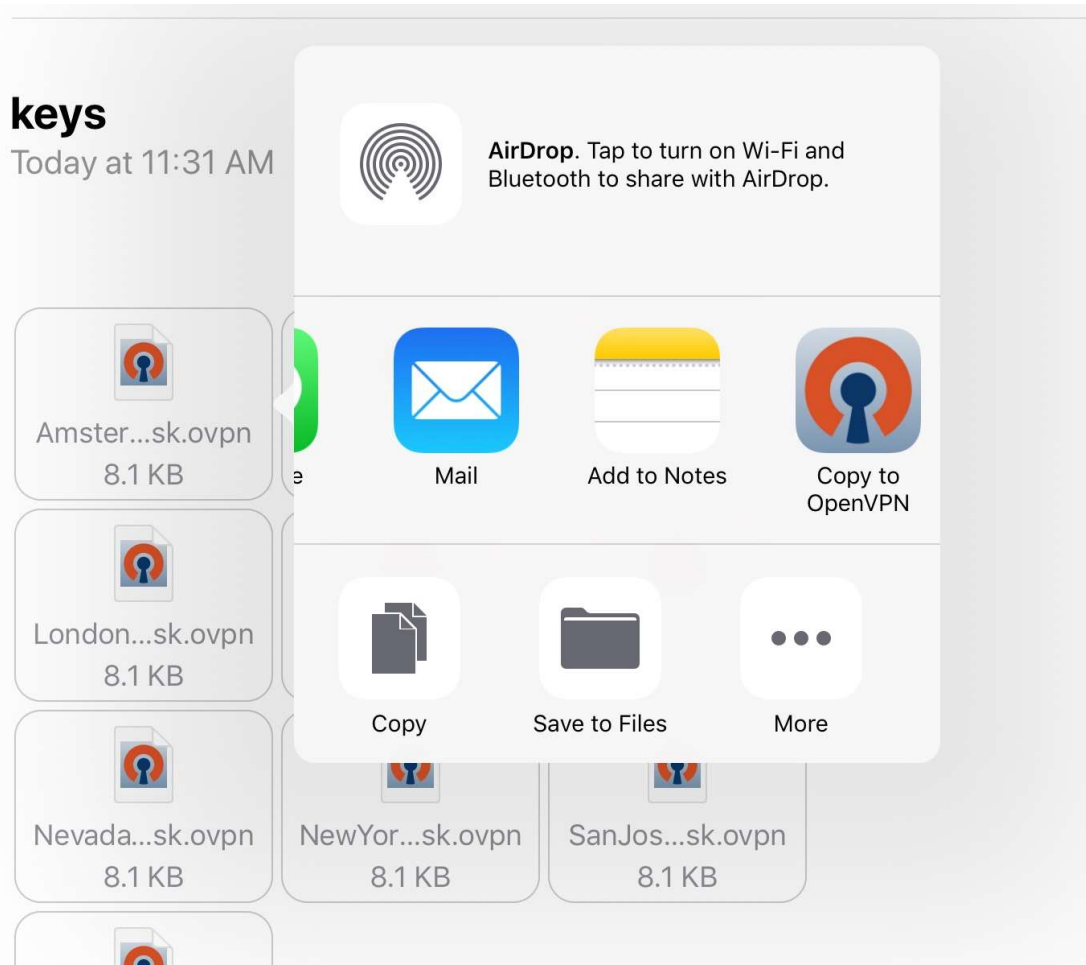 keys
Today at 11:31 AM
AirDrop. Tap to turn on Wi-Fi and
Bluetooth to share with AirDrop.
Amster...sk.ovpn
8.1 KB
e
Mail
Add to Notes
Copy to
OpenVPN
London...sk.ovpn
8.1 KB
Copy
Save to Files
More
Nevada...sk.ovpn
8.1 KB
NewYor...sk.ovpn
8.1 KB
SanJos...sk.ovpn
8.1 KB